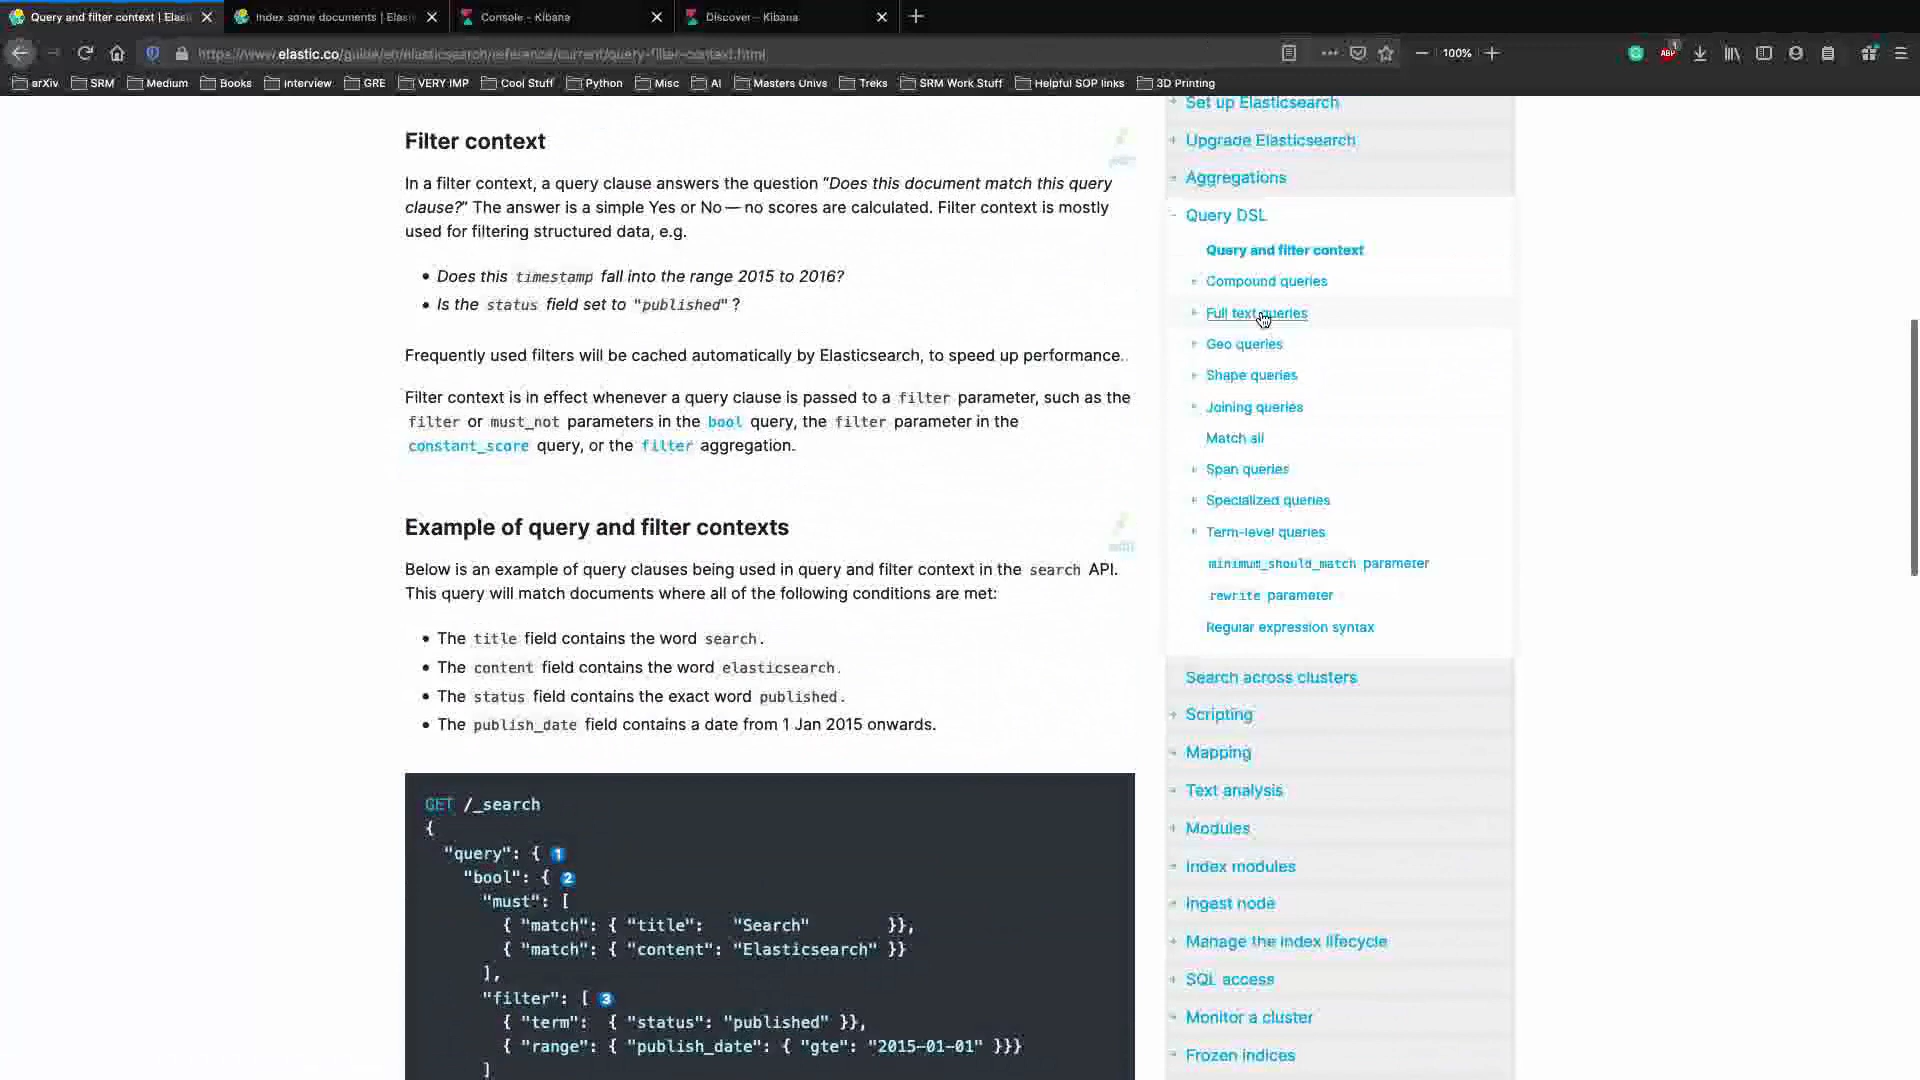 Query and filter context | Elasti
Index some documents | Elasti
Console - Kibana
Discover - Kibana
https://www.elastic.co/guide/en/elasticsearch/reference/current/query-filter-context.html
100%
ABP
arXiv
SRM
Medium
Books
interview
GRE
VERY IMP
Cool Stuff
Python
Misc
AI
Masters Univs
Treks
SRM Work Stuff
Helpful SOP links
3D Printing
Filter context
edit
In a filter context, a query clause answers the question “Does this document match this query
clause?” The answer is a simple Yes or No — no scores are calculated. Filter context is mostly
used for filtering structured data, e.g.
• Does this timestamp fall into the range 2015 to 2016?
• Is the status field set to "published" ?
Frequently used filters will be cached automatically by Elasticsearch, to speed up performance.
Filter context is in effect whenever a query clause is passed to a filter parameter, such as the
filter or must_not parameters in the bool query, the filter parameter in the
constant_score query, or the filter aggregation.
Example of query and filter contexts
edit
Below is an example of query clauses being used in query and filter context in the search API.
This query will match documents where all of the following conditions are met:
• The title field contains the word search.
• The content field contains the word elasticsearch.
• The status field contains the exact word published.
• The publish_date field contains a date from 1 Jan 2015 onwards.
GET /_search
{
"query": { 1
"bool": { 2
"must": [
{ "match": { "title": "Search" }},
{ "match": { "content": "Elasticsearch" }}
],
"filter": [ 3
{ "term": { "status": "published" }},
{ "range": { "publish_date": { "gte": "2015-01-01" }}}
]
Set up Elasticsearch
Upgrade Elasticsearch
Aggregations
Query DSL
Query and filter context
Compound queries
Full text queries
Geo queries
Shape queries
Joining queries
Match all
Span queries
Specialized queries
Term-level queries
minimum_should_match parameter
rewrite parameter
Regular expression syntax
Search across clusters
Scripting
Mapping
Text analysis
Modules
Index modules
Ingest node
Manage the index lifecycle
SQL access
Monitor a cluster
Frozen indices